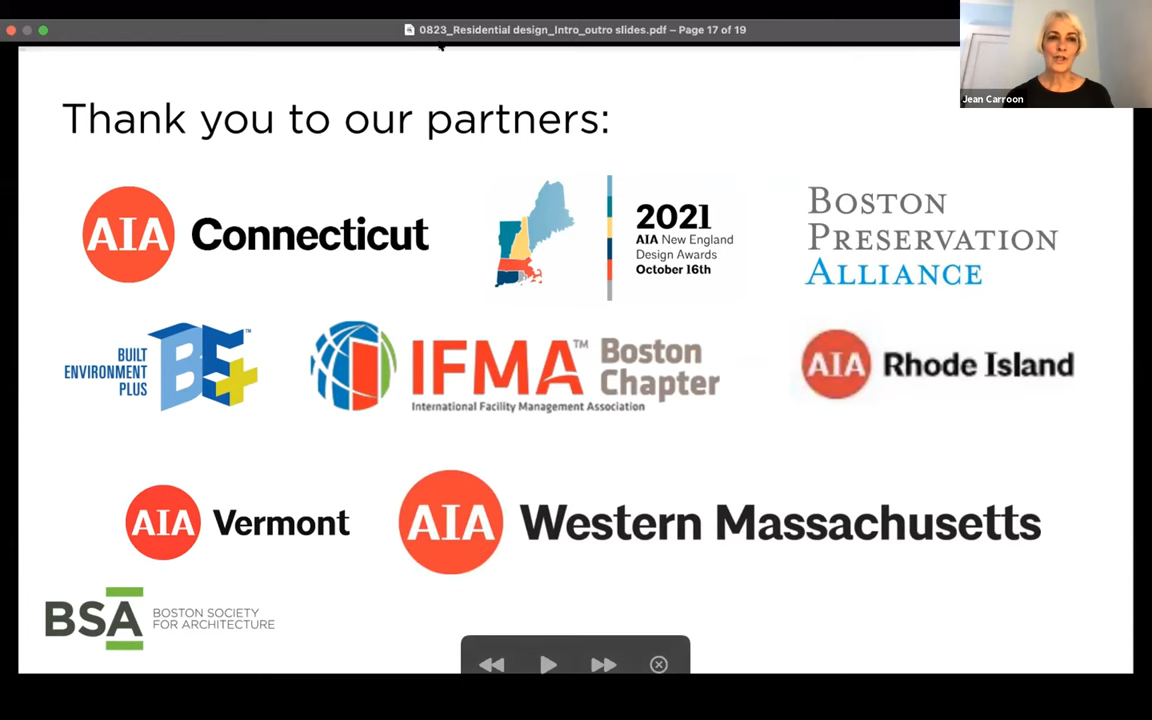 0823_Residential design_Intro_outro slides.pdf – Page 17 of 19
Jean Carroon
Thank you to our partners:
AIA Connecticut
2021
AIA New England
Design Awards
October 16th
BOSTON
PRESERVATION
ALLIANCE
BUILT
ENVIRONMENT
PLUS
BE+™
IFMA™
Boston
Chapter
International Facility Management Association
AIA Rhode Island
AIA Vermont
AIA Western Massachusetts
BSA
BOSTON SOCIETY
FOR ARCHITECTURE